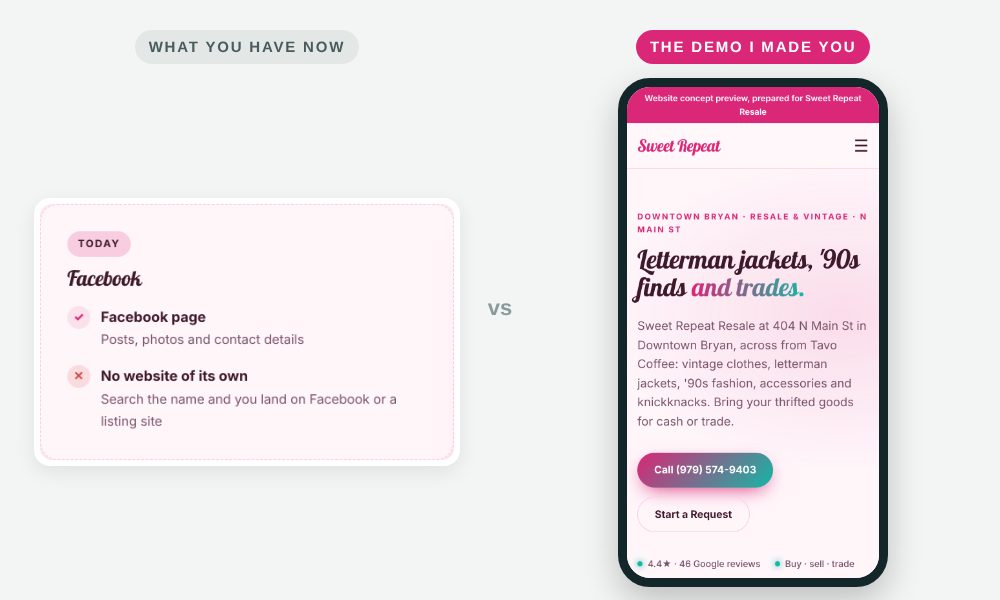 WHAT YOU HAVE NOW
TODAY
Facebook
Facebook page
Posts, photos and contact details
No website of its own
Search the name and you land on Facebook or a
listing site
vs
THE DEMO I MADE YOU
Website concept preview, prepared for Sweet Repeat
Resale
Sweet Repeat
DOWNTOWN BRYAN · RESALE & VINTAGE · N
MAIN ST
Letterman jackets, '90s
finds and trades.
Sweet Repeat Resale at 404 N Main St in
Downtown Bryan, across from Tavo
Coffee: vintage clothes, letterman
jackets, '90s fashion, accessories and
knickknacks. Bring your thrifted goods
for cash or trade.
Call (979) 574-9403
Start a Request
4.4★ · 46 Google reviews Buy · sell · trade